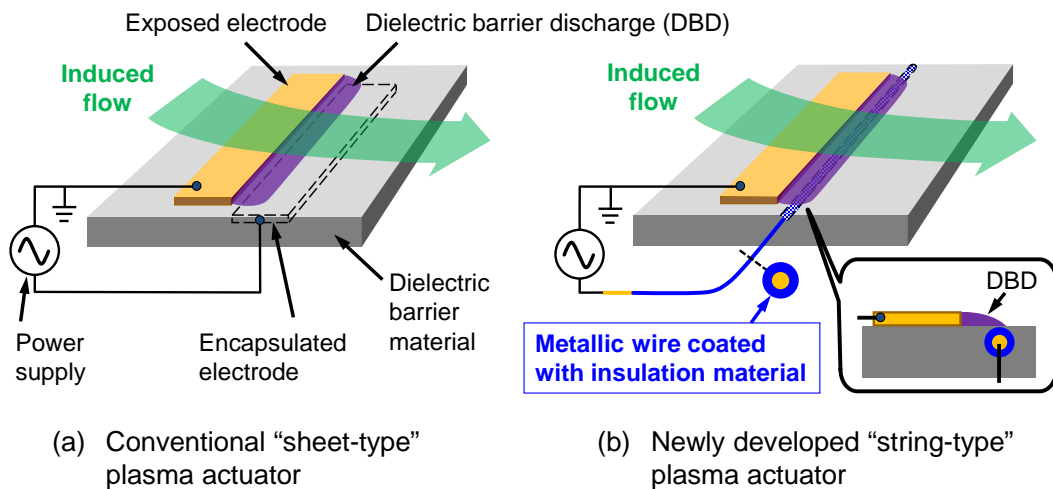 Exposed electrode
Dielectric barrier discharge (DBD)
Induced
flow
Power
supply
Encapsulated
electrode
Dielectric
barrier
material
(a) Conventional “sheet-type”
plasma actuator
Induced
flow
DBD
Metallic wire coated
with insulation material
(b) Newly developed “string-type”
plasma actuator